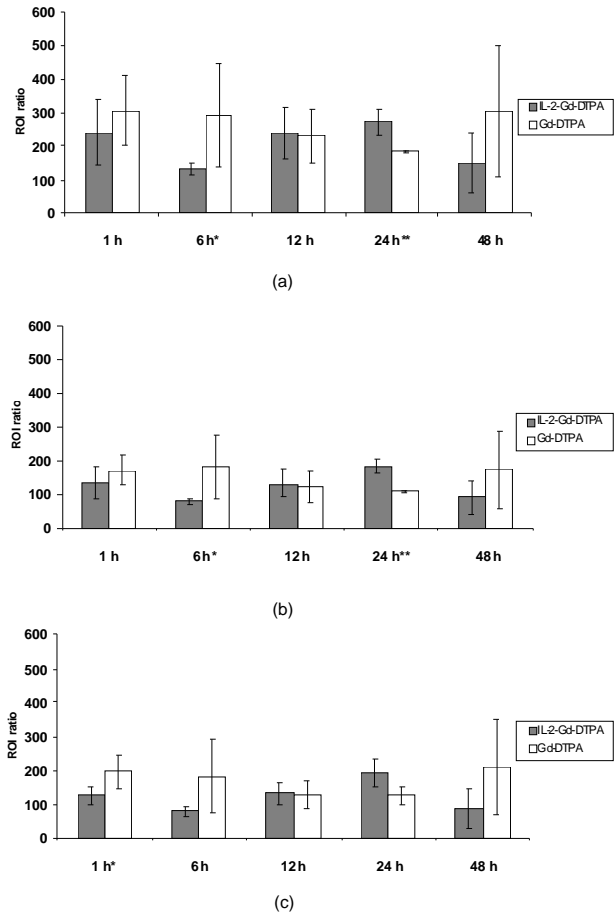 600
500
400
300
200
100
0
ROI ratio
1 h
6 h*
12 h
24 h**
48 h
IL-2-Gd-DTPA
Gd-DTPA
(a)
600
500
400
300
200
100
0
ROI ratio
1 h
6 h*
12 h
24 h**
48 h
IL-2-Gd-DTPA
Gd-DTPA
(b)
600
500
400
300
200
100
0
ROI ratio
1 h*
6 h
12 h
24 h
48 h
IL-2-Gd-DTPA
Gd-DTPA
(c)